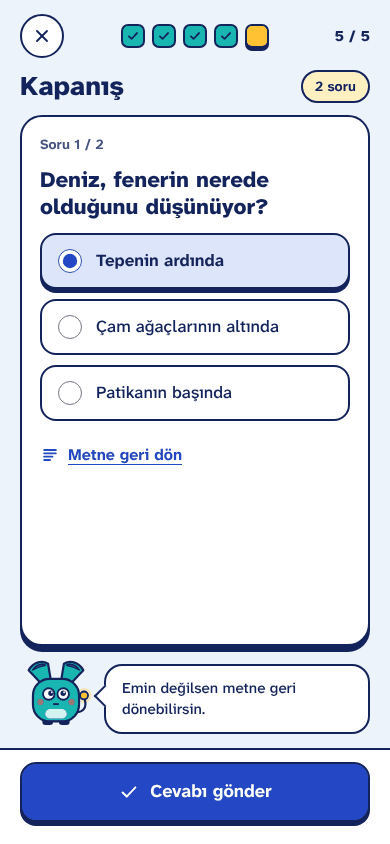 5 / 5
Kapanış
2 soru
Soru 1 / 2
Deniz, fenerin nerede
olduğunu düşünüyor?
Tepenin ardında
Çam ağaçlarının altında
Patikanın başında
Metne geri dön
Emin değilsen metne geri
dönebilirsin.
Cevabı gönder